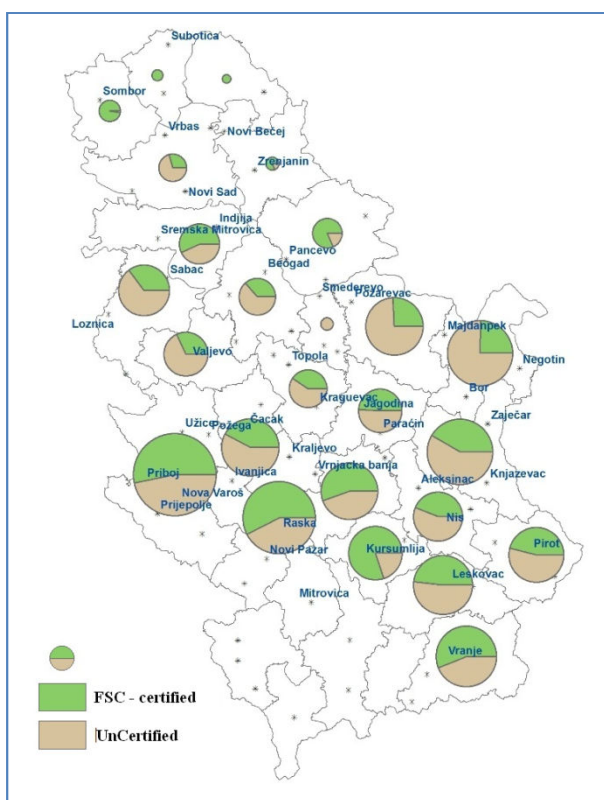 Subotica
Sombor
Vrbas
Novi Bečej
Zrenjanin
Novi Sad
Indjija
Sremska Mitrovica
Pancevo
Beogad
Sabac
Smederevo
Pozarevac
Loznica
Majdanpek
Valjevo
Topola
Negotin
Bor
Kraguevac
Jagodina
Zaječar
Čačak
Užice
Požega
Paraćin
Kraljevo
Vrnjacka banja
Priboj
Ivanjica
Aleksinac
Knjazevac
Nova Varoš
Prijepolje
Raska
Nis
Novi Pazar
Kursumlija
Pirot
Leskovac
Mitrovica
Vranje
FSC - certified
UnCertified